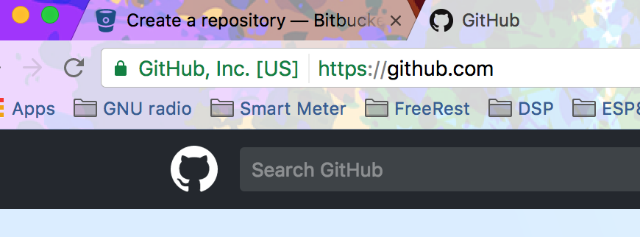 Create a repository — Bitbuck
GitHub
GitHub, Inc. [US] https://github.com
Apps GNU radio Smart Meter FreeRest DSP ESP8
Search GitHub